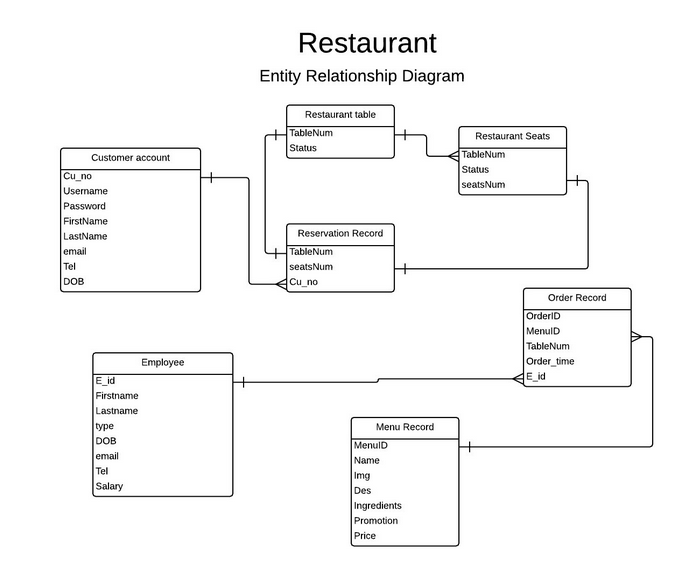 Restaurant
Entity Relationship Diagram
Restaurant table
TableNum
Status
Restaurant Seats
TableNum
Status
seatsNum
Customer account
Cu_no
Username
Password
FirstName
LastName
email
Tel
DOB
Reservation Record
TableNum
seatsNum
Cu_no
Order Record
OrderID
MenuID
TableNum
Order_time
E_id
Employee
E_id
Firstname
Lastname
type
DOB
email
Tel
Salary
Menu Record
MenuID
Name
Img
Des
Ingredients
Promotion
Price